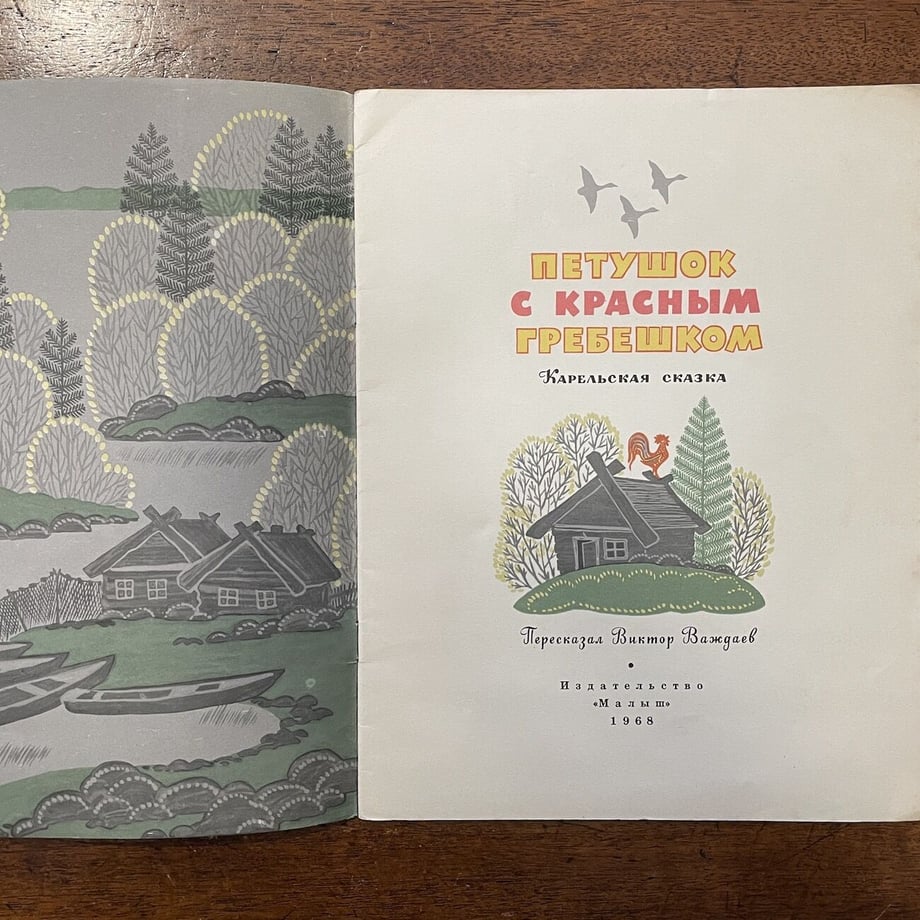 ПЕТУШОК
С КРАСНЫМ
ГРЕБЕШКОМ
Карельская сказка
Пересказал Виктор Важдаев
Издательство
«Малыш»
1968